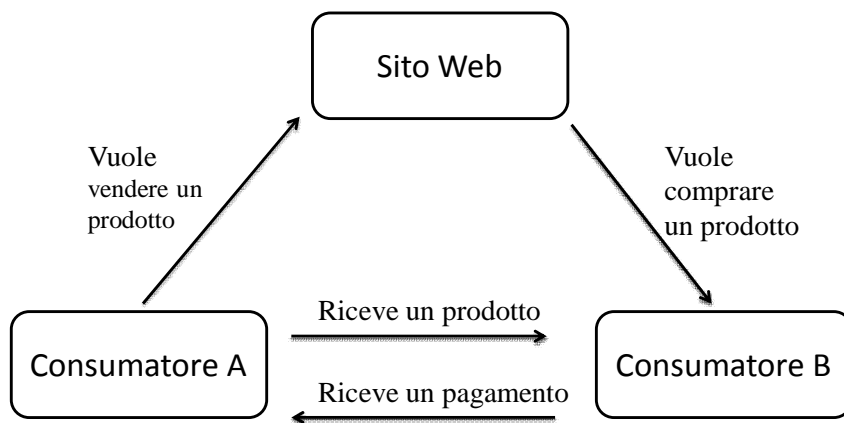 Sito Web
Vuole
vendere un
prodotto
Vuole
comprare
un prodotto
Riceve un prodotto
Consumatore A
Consumatore B
Riceve un pagamento